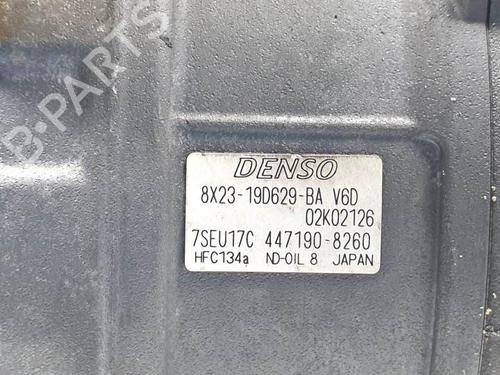 B-PARTS
DENSO
8X23-19D629-BA V6D
02K02126
7SEU17C 447190-8260
HFC134a ND-OIL 8 JAPAN